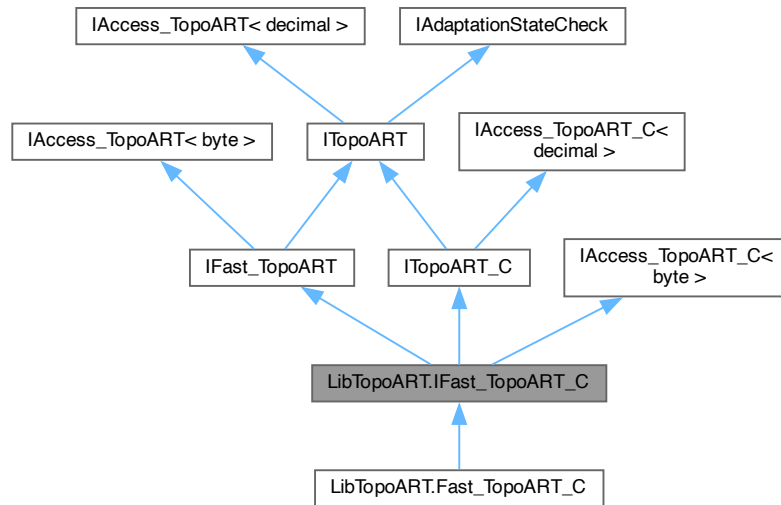 IAccess_TopoART< decimal >
IAdaptationStateCheck
IAccess_TopoART< byte >
ITopoART
IAccess_TopoART_C<
decimal >
IFast_TopoART
ITopoART_C
IAccess_TopoART_C<
byte >
LibTopoART.IFast_TopoART_C
LibTopoART.Fast_TopoART_C